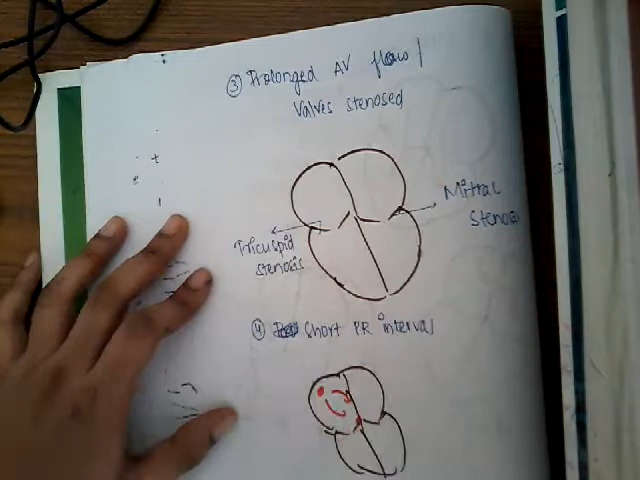 ③ Prolonged AV flow /
Valves stenosed
Mitral
stenosis
Tricuspid
stenosis
④ Short PR interval